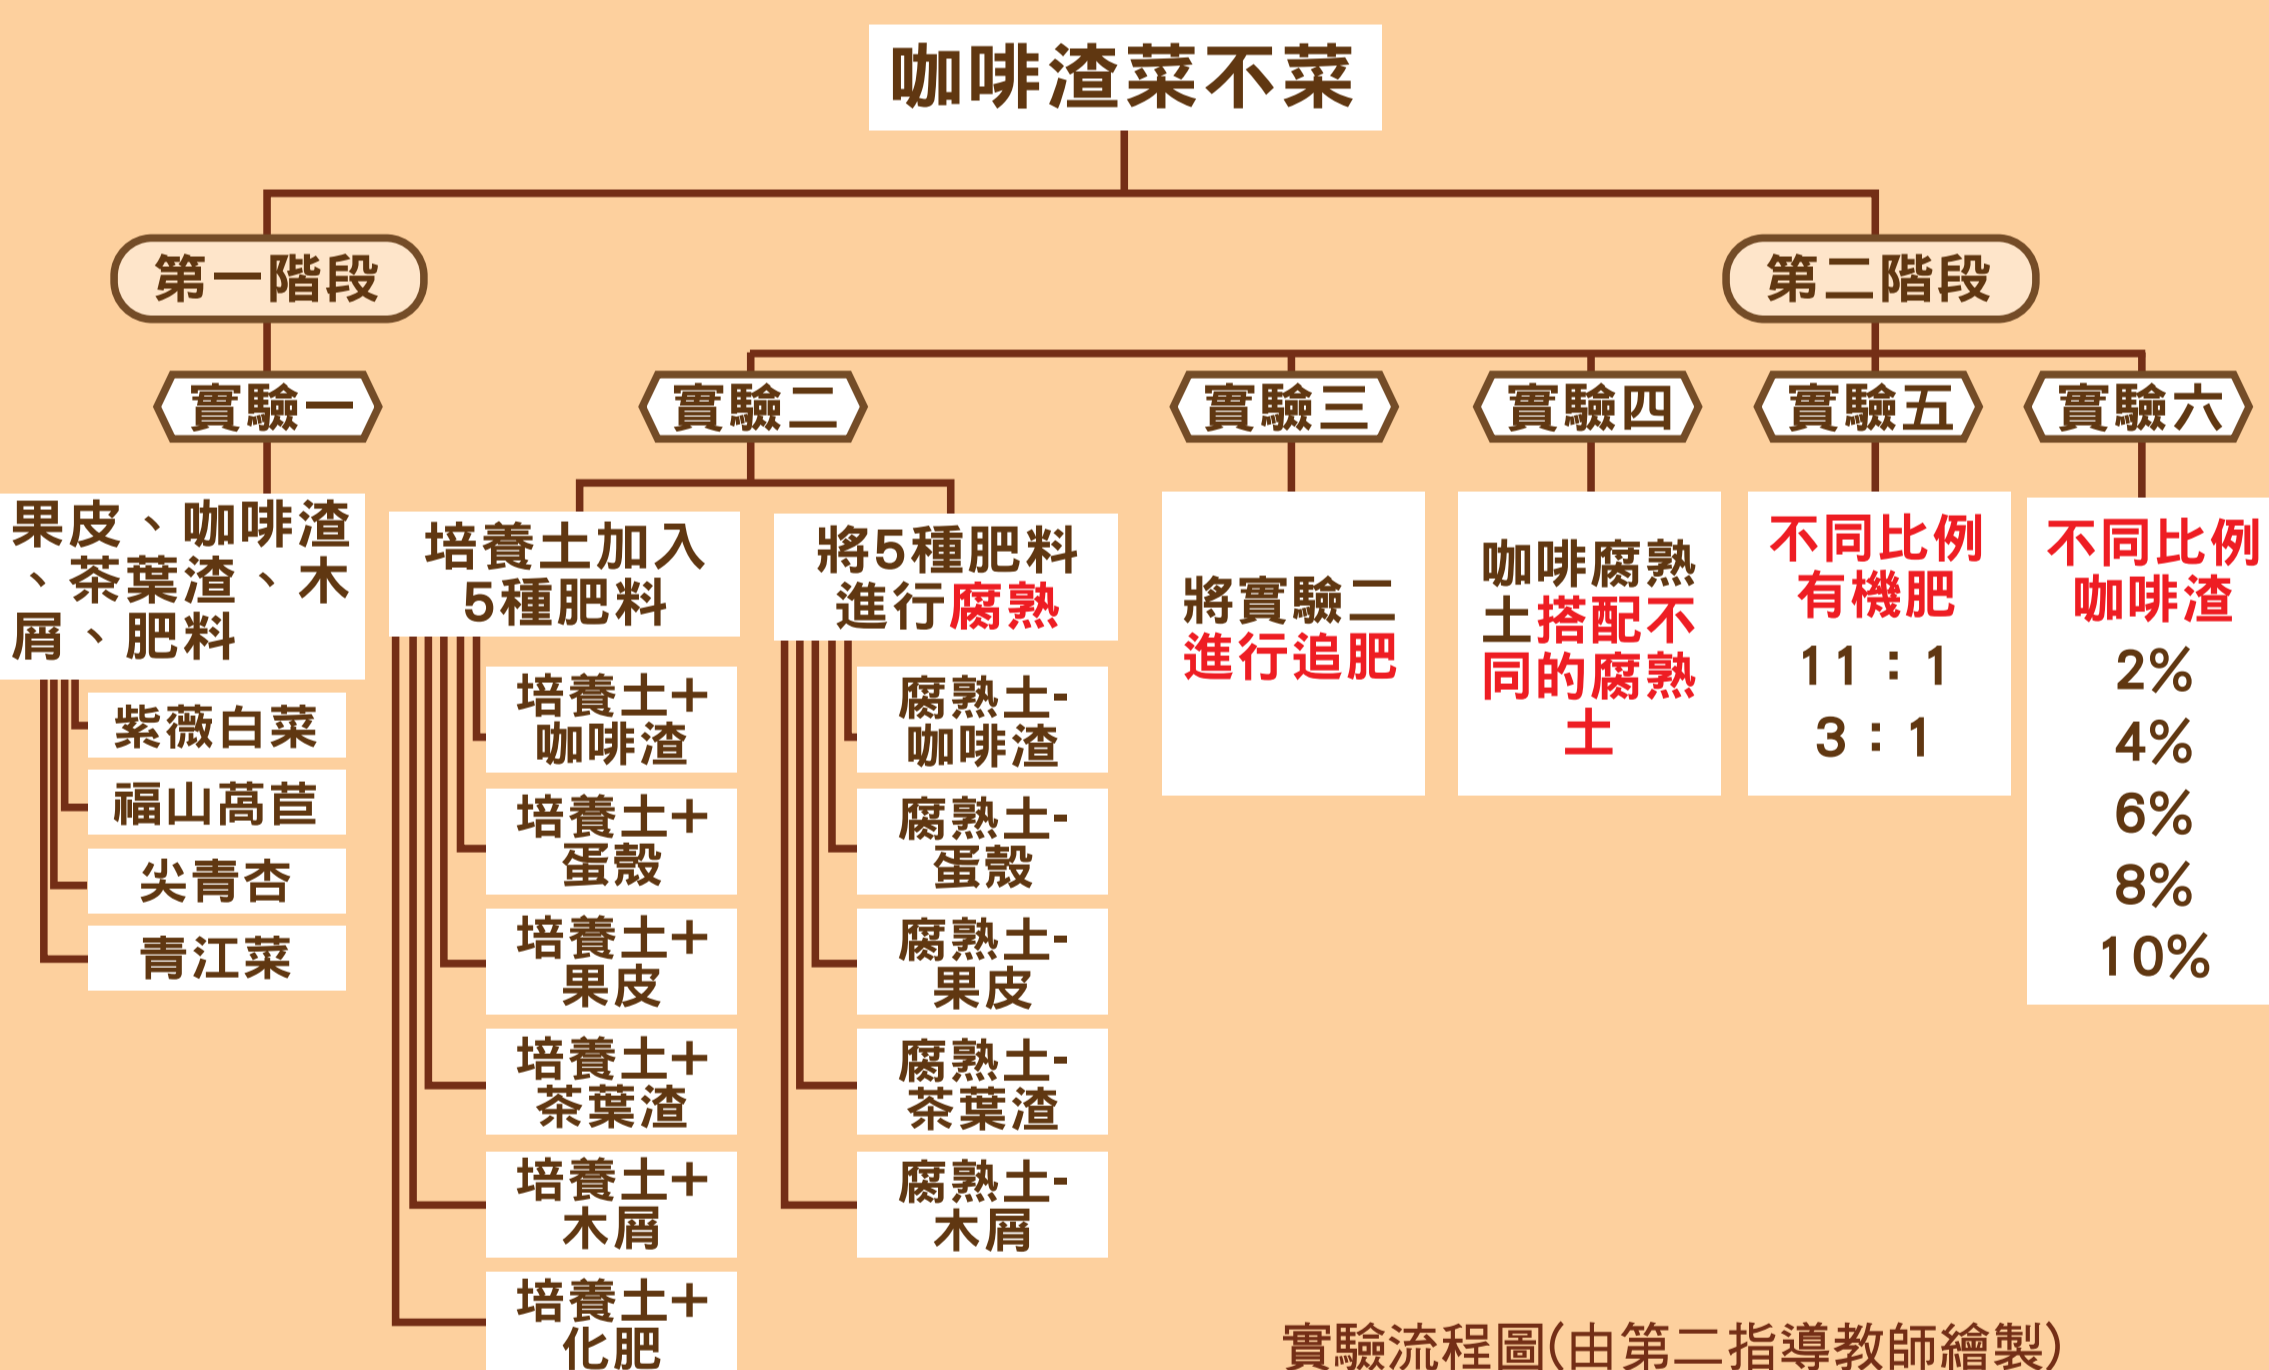 咖啡渣菜不菜
第一階段
第二階段
實驗一
實驗二
實驗三
實驗四
實驗五
實驗六
果皮、咖啡渣
、茶葉渣、木
屑、肥料
紫薇白菜
福山萵苣
尖青杏
青江菜
培養土加入
5種肥料
培養土+
咖啡渣
培養土+
蛋殼
培養土+
果皮
培養土+
茶葉渣
培養土+
木屑
培養土+
化肥
將5種肥料
進行腐熟
腐熟土-
咖啡渣
腐熟土-
蛋殼
腐熟土-
果皮
腐熟土-
茶葉渣
腐熟土-
木屑
將實驗二
進行追肥
咖啡腐熟
土搭配不
同的腐熟
土
不同比例
有機肥
11：1
3：1
不同比例
咖啡渣
2%
4%
6%
8%
10%
實驗流程圖(由第二指導教師繪製)